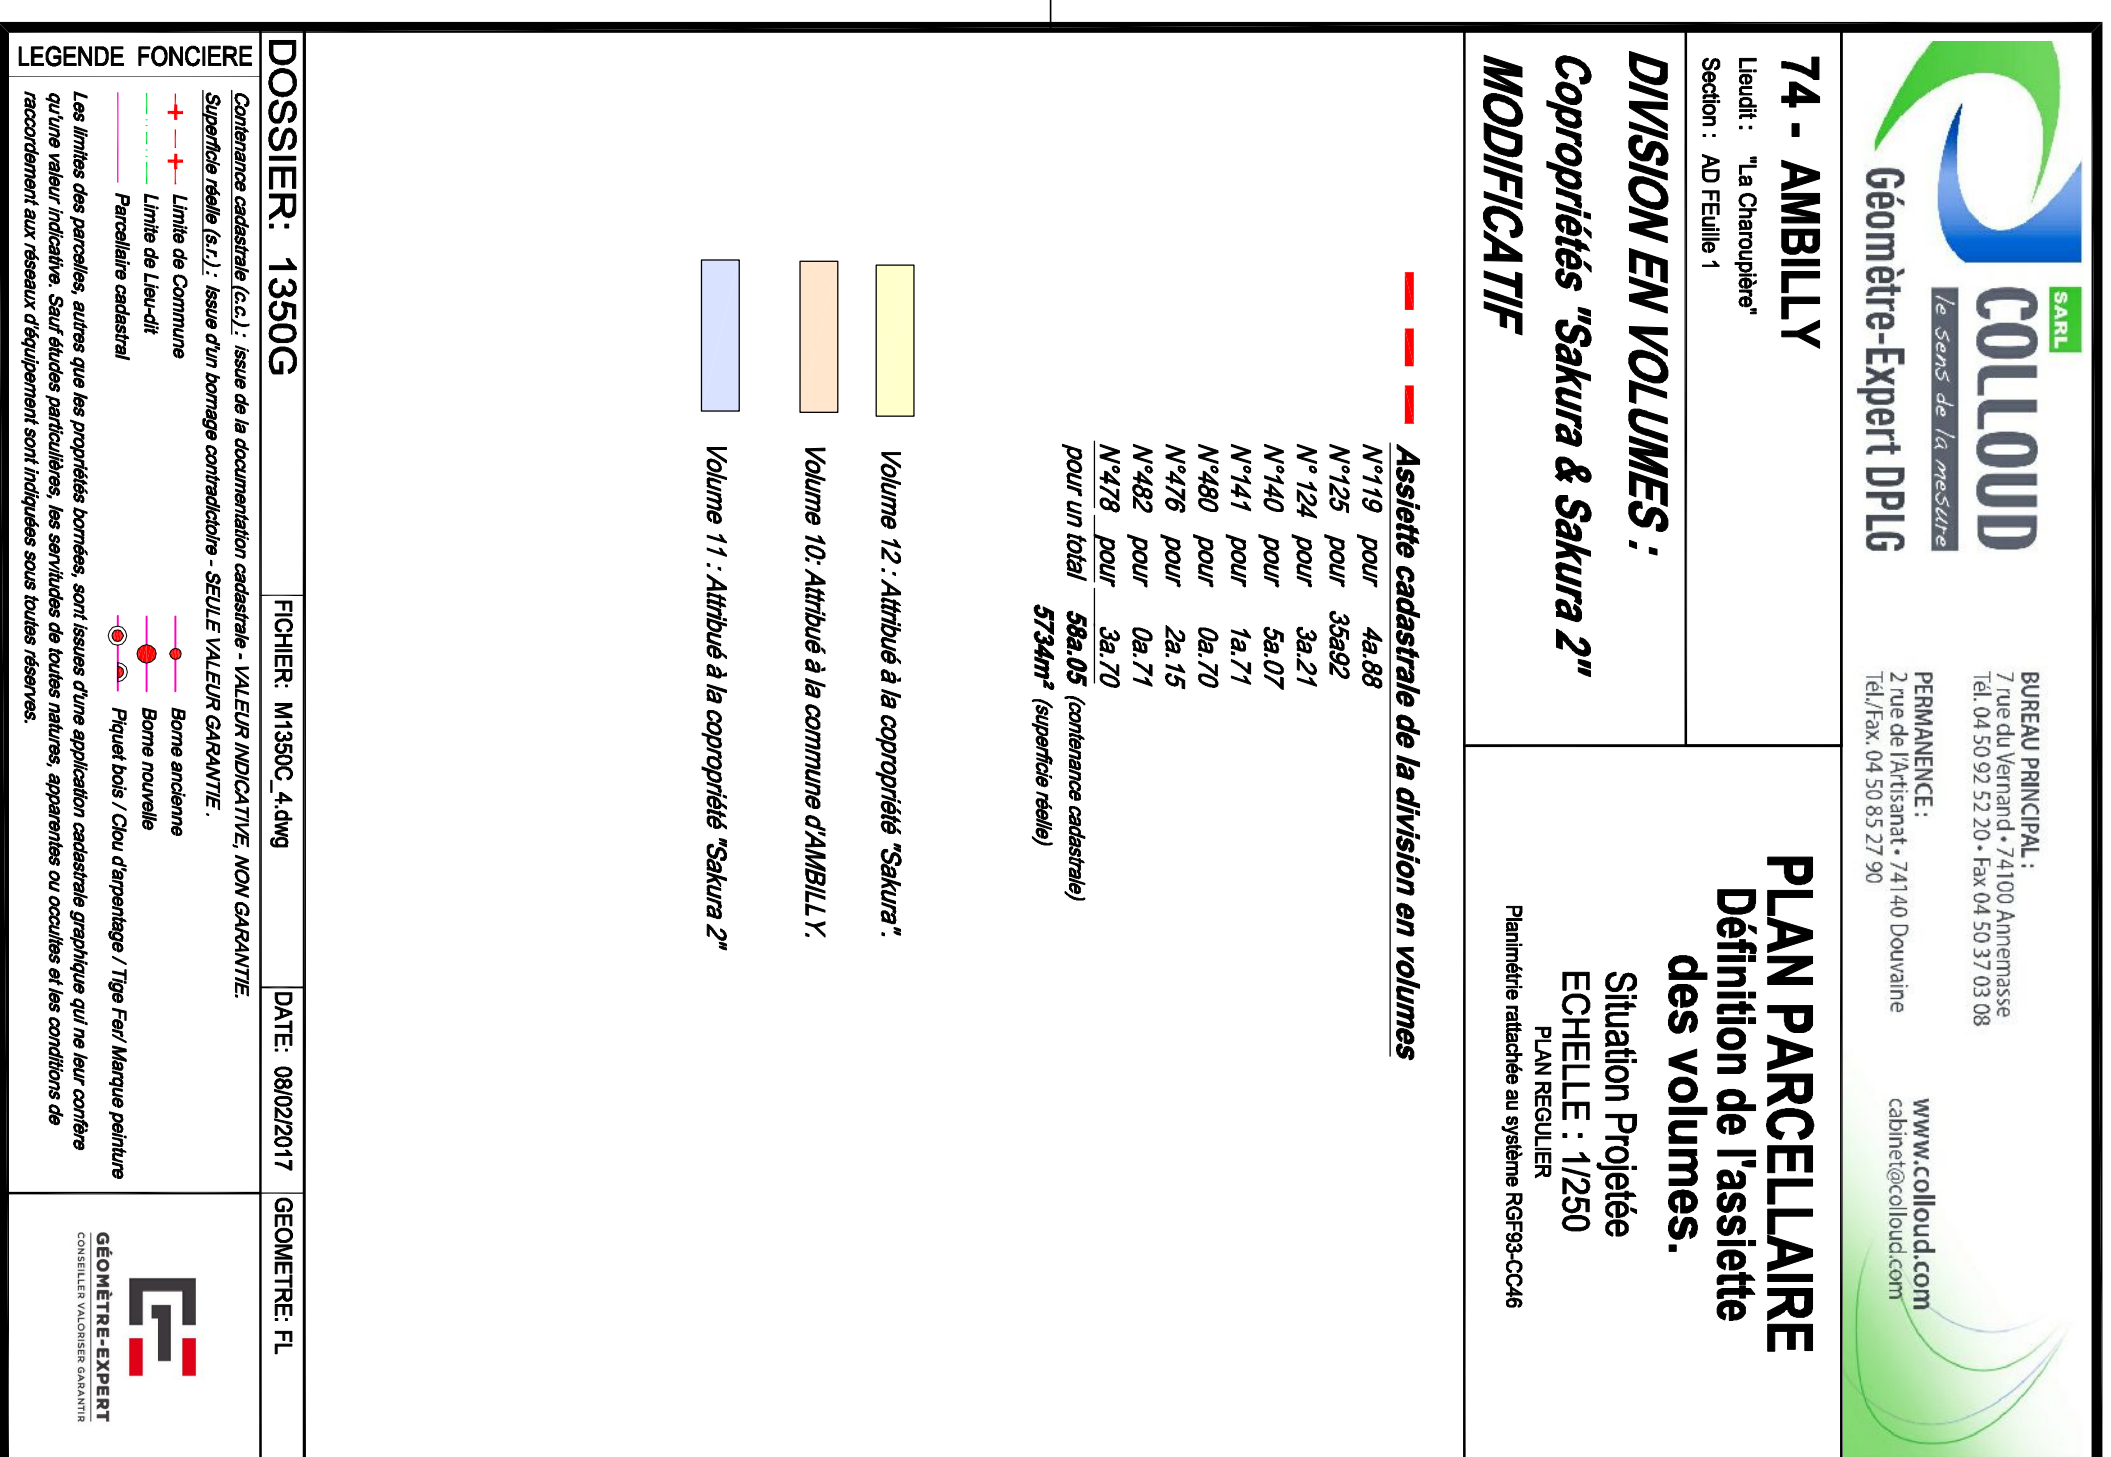 SARL
COLLOUD
le sens de la mesure
Géomètre-Expert DPLG
BUREAU PRINCIPAL :
7 rue du Vernand • 74100 Annemasse
Tél. 04 50 92 52 20 • Fax 04 50 37 03 08
PERMANENCE :
2 rue de l'Artisanat • 74140 Douvaine
Tél./Fax. 04 50 85 27 90
www.colloud.com
cabinet@colloud.com
74 - AMBILLY
Lieudit : "La Charoupière"
Section : AD FEuille 1
DIVISION EN VOLUMES :
Copropriétés "Sakura & Sakura 2"
MODIFICATIF
PLAN PARCELLAIRE
Définition de l'assiette
des volumes.
Situation Projetée
ECHELLE : 1/250
PLAN REGULIER
Planimétrie rattachée au système RGF93-CC46
Assiette cadastrale de la division en volumes
N°119 pour 4a.88
N°125 pour 35a92
N° 124 pour 3a.21
N°140 pour 5a.07
N°141 pour 1a.71
N°480 pour 0a.70
N°476 pour 2a.15
N°482 pour 0a.71
N°478 pour 3a.70
pour un total 58a.05 (contenance cadastrale)
5734m² (superficie réelle)
Volume 12 : Attribué à la copropriété "Sakura".
Volume 10: Attribué à la commune d'AMBILLY.
Volume 11 : Attribué à la copropriété "Sakura 2"
DOSSIER: 1350G
FICHIER: M1350C_4.dwg
DATE: 08/02/2017
GEOMETRE: FL
LEGENDE FONCIERE
Contenance cadastrale (c.c.) : issue de la documentation cadastrale - VALEUR INDICATIVE, NON GARANTIE.
Superficie réelle (s.r.) : issue d'un bornage contradictoire - SEULE VALEUR GARANTIE .
Limite de Commune
Limite de Lieu-dit
Parcellaire cadastral
Borne ancienne
Borne nouvelle
Piquet bois / Clou d'arpentage / Tige Fer/ Marque peinture
Les limites des parcelles, autres que les propriétés bornées, sont issues d'une application cadastrale graphique qui ne leur confère
qu'une valeur indicative. Sauf études particulières, les servitudes de toutes natures, apparentes ou occultes et les conditions de
raccordement aux réseaux d'équipement sont indiquées sous toutes réserves.
GÉOMÈTRE-EXPERT
CONSEILLER VALORISER GARANTIR